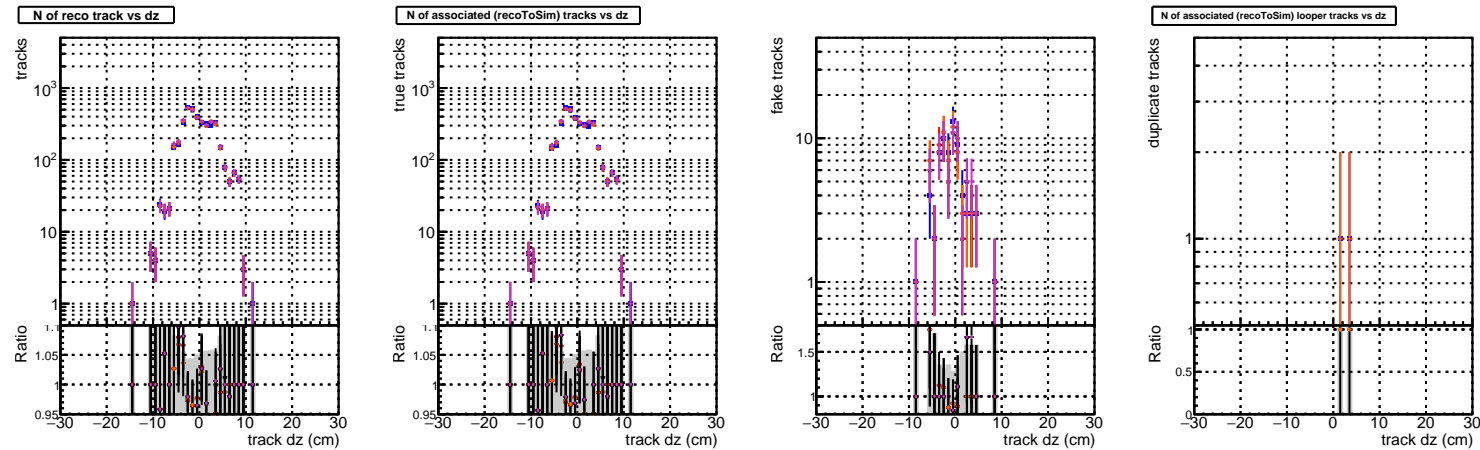 N of reco track vs dz
tracks
10³
10²
10
1
Ratio
1.1
1.05
1
0.95
−30 −20 −10 0 10 20 30
track dz (cm)
N of associated (recoToSim) tracks vs dz
true tracks
10³
10²
10
1
Ratio
1.1
1.05
1
0.95
−30 −20 −10 0 10 20 30
track dz (cm)
fake tracks
10
1
Ratio
1.5
1
−30 −20 −10 0 10 20 30
track dz (cm)
N of associated (recoToSim) looper tracks vs dz
duplicate tracks
1
Ratio
1
0.5
0
−30 −20 −10 0 10 20 30
track dz (cm)